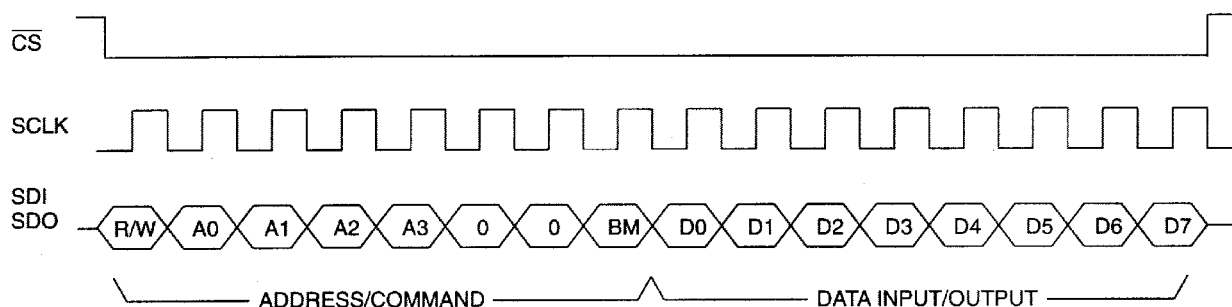 CS
SCLK
SDI
SDO
R/W A0 A1 A2 A3 0 0 BM D0 D1 D2 D3 D4 D5 D6 D7
ADDRESS/COMMAND DATA INPUT/OUTPUT